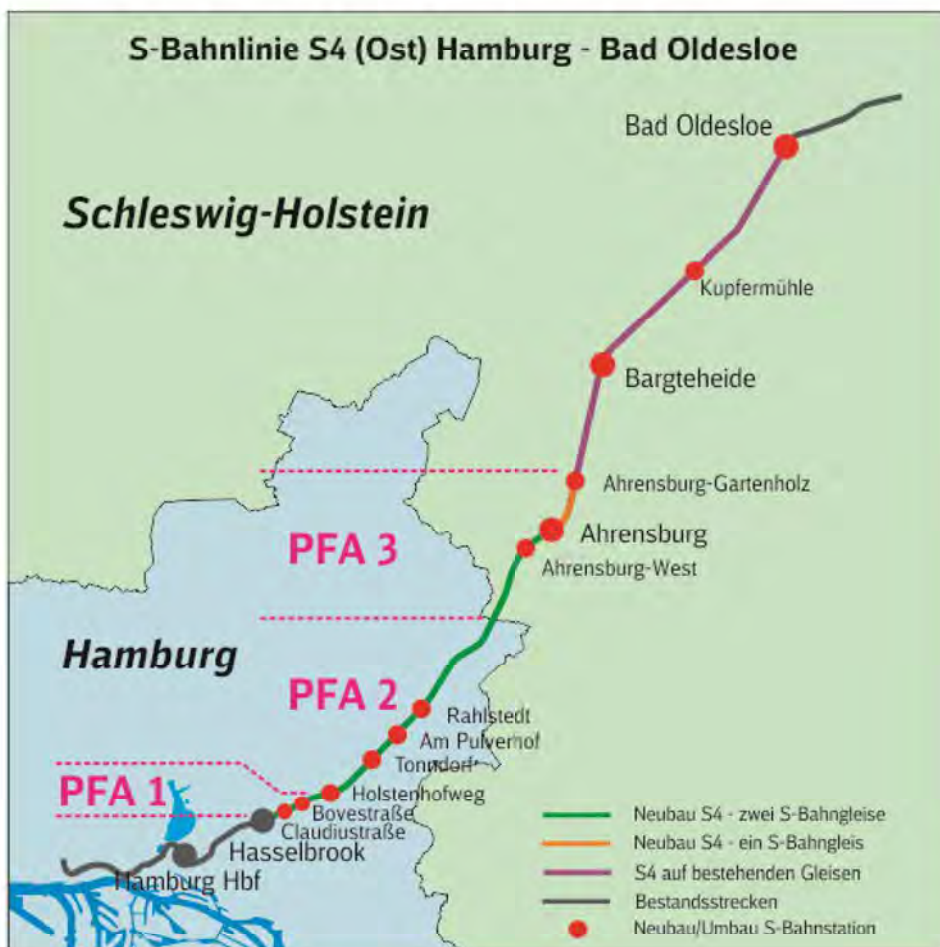 S-Bahnlinie S4 (Ost) Hamburg - Bad Oldesloe
Bad Oldesloe
Schleswig-Holstein
Kupfermühle
Bargteheide
Ahrensburg-Gartenholz
PFA 3
Ahrensburg
Ahrensburg-West
Hamburg
PFA 2
Rahlstedt
Am Pulverhof
Tonndorf
PFA 1
Holstenhofweg
Bovestraße
Claudiustraße
Hasselbrook
Hamburg Hbf
Neubau S4 - zwei S-Bahngleise
Neubau S4 - ein S-Bahngleis
S4 auf bestehenden Gleisen
Bestandsstrecken
Neubau/Umbau S-Bahnstation